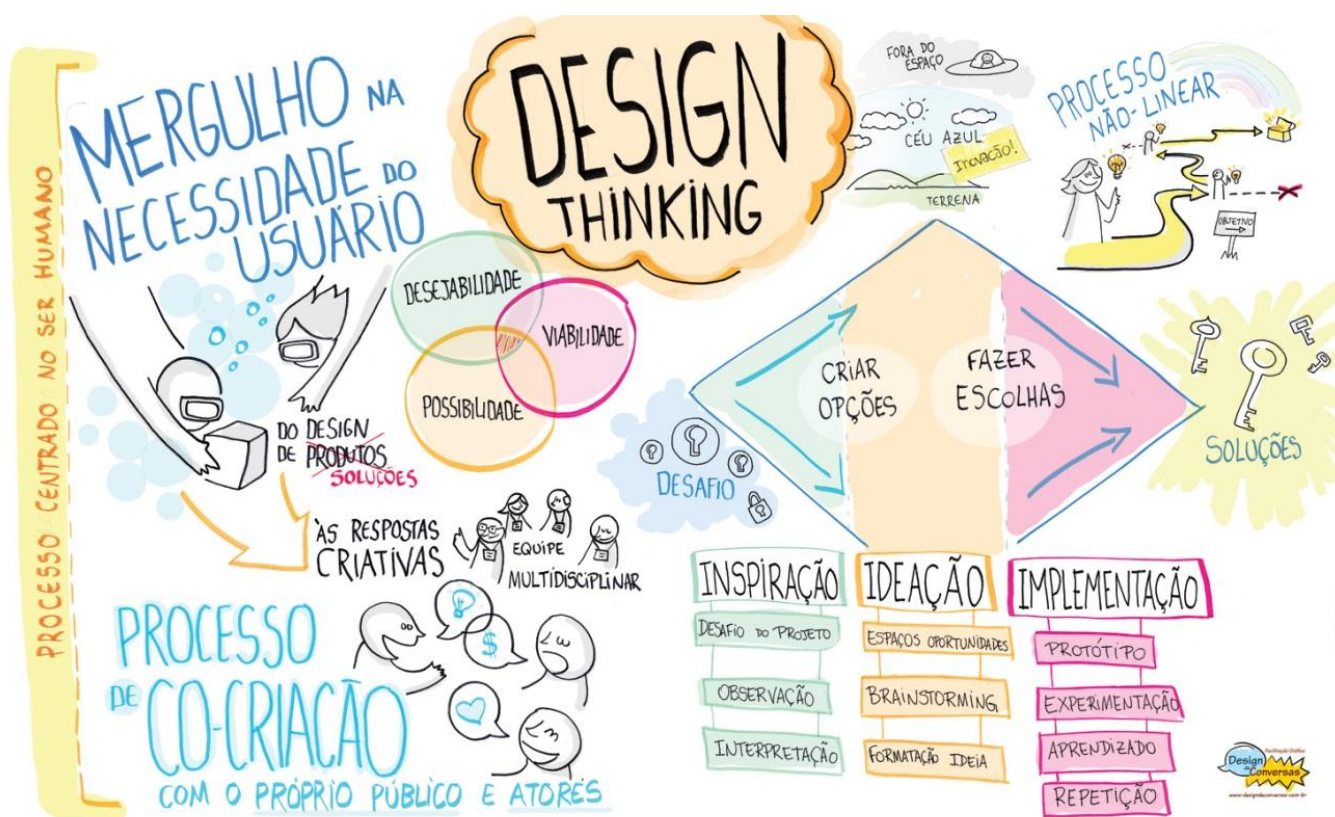 PROCESSO CENTRADO NO SER HUMANO
MERGULHO NA
NECESSIDADE DO
USUÁRIO
DESIGN
THINKING
FORA DO
ESPAÇO
CÉU AZUL
Inovação!
TERRENA
PROCESSO
NÃO-LINEAR
OBJETIVO
DESEJABILIDADE
VIABILIDADE
POSSIBILIDADE
DO DESIGN
DE PRODUTOS
SOLUÇÕES
ÀS RESPOSTAS
CRIATIVAS
EQUIPE
MULTIDISCIPLINAR
PROCESSO
DE CO-CRIAÇÃO
COM O PRÓPRIO PÚBLICO E ATORES
DESAFIO
CRIAR
OPÇÕES
FAZER
ESCOLHAS
SOLUÇÕES
INSPIRAÇÃO
DESAFIO DO PROJETO
OBSERVAÇÃO
INTERPRETAÇÃO
IDEAÇÃO
ESPAÇOS OPORTUNIDADES
BRAINSTORMING
FORMATAÇÃO IDEIA
IMPLEMENTAÇÃO
PROTÓTIPO
EXPERIMENTAÇÃO
APRENDIZADO
REPETIÇÃO
Facilitação Gráfica
Design
de Conversas